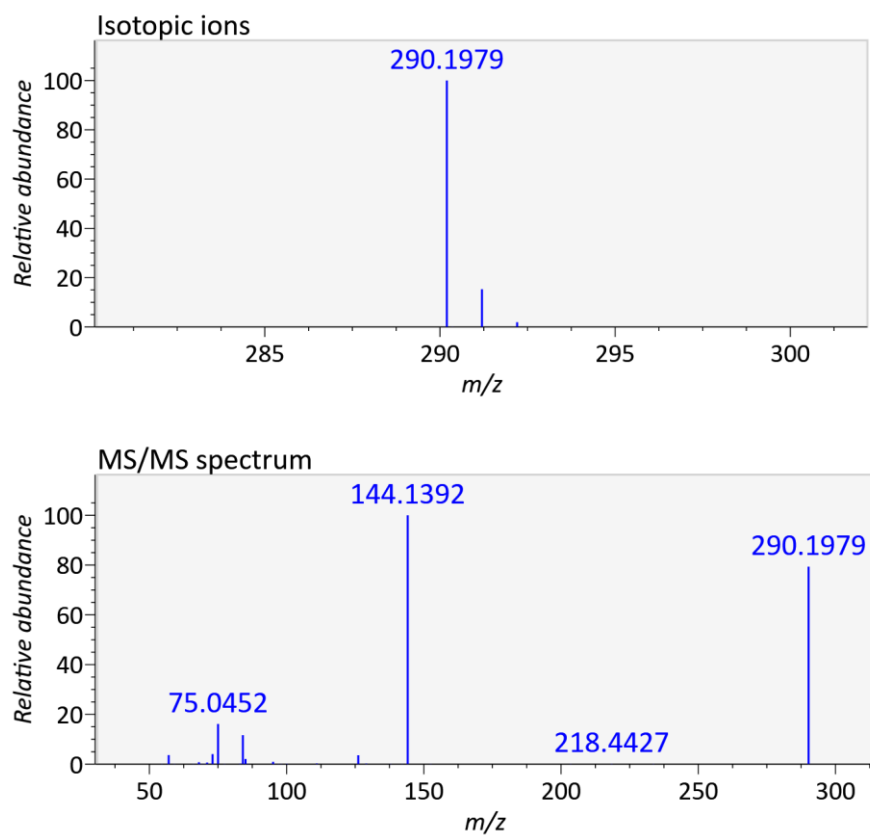 Isotopic ions
290.1979
100
80
60
40
20
0
Relative abundance
285 290 295 300
m/z
MS/MS spectrum
144.1392
290.1979
75.0452
218.4427
100
80
60
40
20
0
Relative abundance
50 100 150 200 250 300
m/z